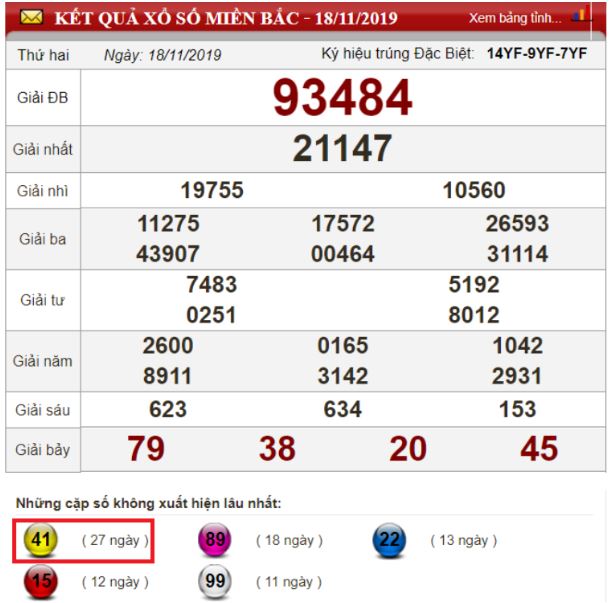 KẾT QUẢ XỔ SỐ MIỀN BẮC - 18/11/2019 Xem bảng tỉnh...
Thứ hai Ngày: 18/11/2019 Ký hiệu trúng Đặc Biệt: 14YF-9YF-7YF
Giải ĐB 93484
Giải nhất 21147
Giải nhì 19755 10560
Giải ba 11275 17572 26593
43907 00464 31114
Giải tư 7483 5192
0251 8012
Giải năm 2600 0165 1042
8911 3142 2931
Giải sáu 623 634 153
Giải bảy 79 38 20 45
Những cặp số không xuất hiện lâu nhất:
41 ( 27 ngày ) 89 ( 18 ngày ) 22 ( 13 ngày )
15 ( 12 ngày ) 99 ( 11 ngày )